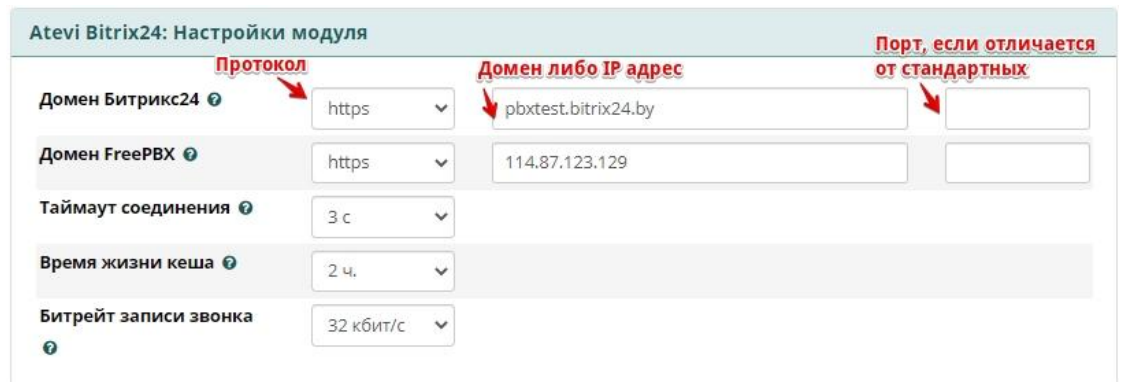 Atevi Bitrix24: Настройки модуля
Протокол
Домен либо IP адрес
Порт, если отличается
от стандартных
Домен Битрикс24
https
pbxtest.bitrix24.by
Домен FreePBX
https
114.87.123.129
Таймаут соединения
3 с
Время жизни кеша
2 ч.
Битрейт записи звонка
32 кбит/с